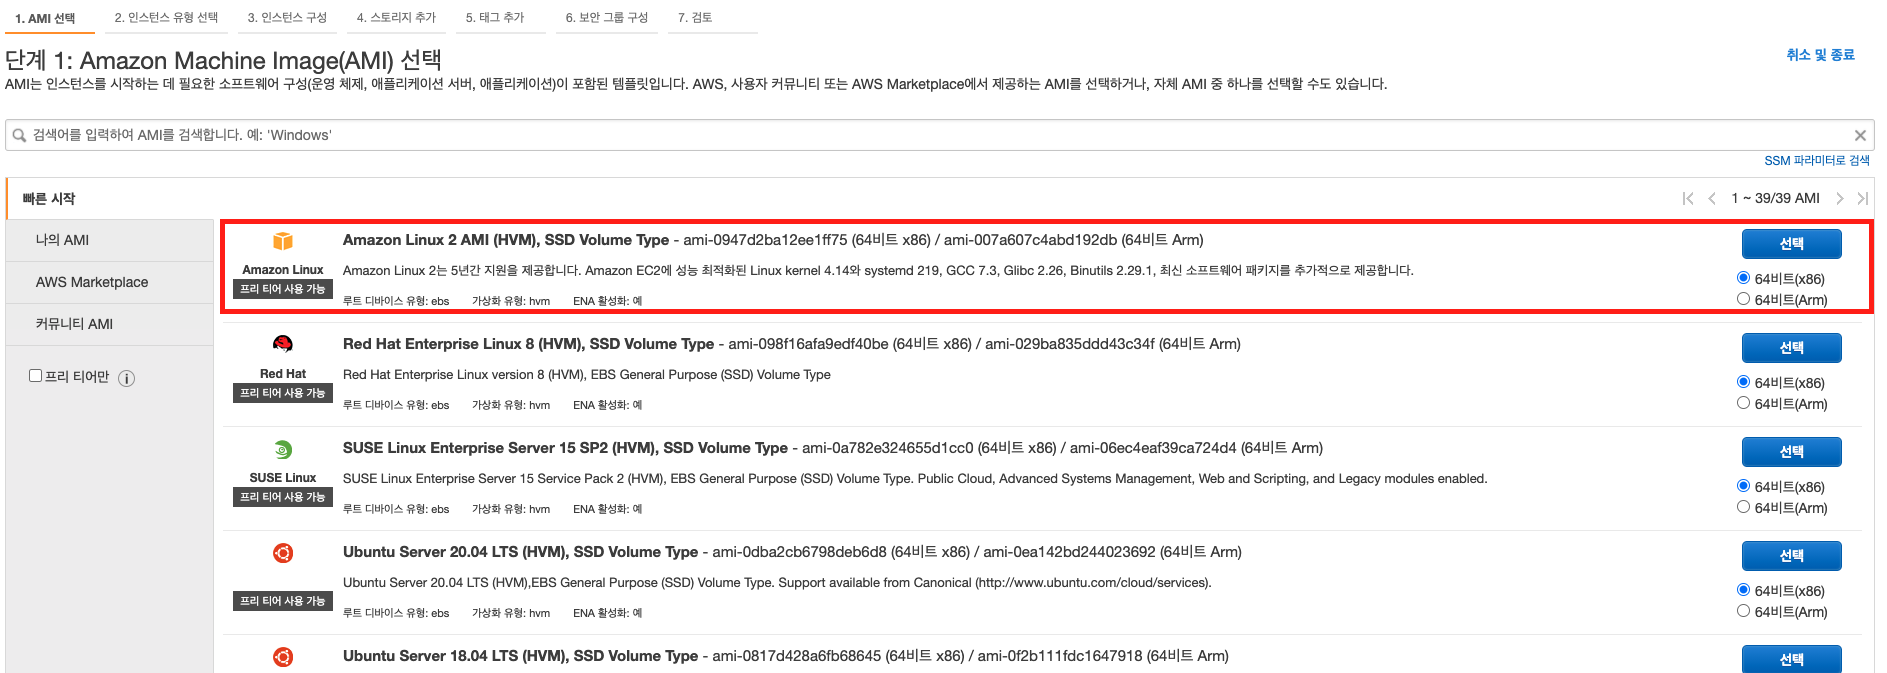 1. AMI 선택
2. 인스턴스 유형 선택
3. 인스턴스 구성
4. 스토리지 추가
5. 태그 추가
6. 보안 그룹 구성
7. 검토
단계 1: Amazon Machine Image(AMI) 선택
취소 및 종료
AMI는 인스턴스를 시작하는 데 필요한 소프트웨어 구성(운영 체제, 애플리케이션 서버, 애플리케이션)이 포함된 템플릿입니다. AWS, 사용자 커뮤니티 또는 AWS Marketplace에서 제공하는 AMI를 선택하거나, 자체 AMI 중 하나를 선택할 수도 있습니다.
검색어를 입력하여 AMI를 검색합니다. 예: 'Windows'
SSM 파라미터로 검색
빠른 시작
1 ~ 39/39 AMI
나의 AMI
AWS Marketplace
커뮤니티 AMI
프리 티어만
Amazon Linux
프리 티어 사용 가능
Amazon Linux 2 AMI (HVM), SSD Volume Type - ami-0947d2ba12ee1ff75 (64비트 x86) / ami-007a607c4abd192db (64비트 Arm)
Amazon Linux 2는 5년간 지원을 제공합니다. Amazon EC2에 성능 최적화된 Linux kernel 4.14와 systemd 219, GCC 7.3, Glibc 2.26, Binutils 2.29.1, 최신 소프트웨어 패키지를 추가적으로 제공합니다.
루트 디바이스 유형: ebs 가상화 유형: hvm ENA 활성화: 예
선택
64비트(x86)
64비트(Arm)
Red Hat
프리 티어 사용 가능
Red Hat Enterprise Linux 8 (HVM), SSD Volume Type - ami-098f16afa9edf40be (64비트 x86) / ami-029ba835ddd43c34f (64비트 Arm)
Red Hat Enterprise Linux version 8 (HVM), EBS General Purpose (SSD) Volume Type
루트 디바이스 유형: ebs 가상화 유형: hvm ENA 활성화: 예
선택
64비트(x86)
64비트(Arm)
SUSE Linux
프리 티어 사용 가능
SUSE Linux Enterprise Server 15 SP2 (HVM), SSD Volume Type - ami-0a782e324655d1cc0 (64비트 x86) / ami-06ec4eaf39ca724d4 (64비트 Arm)
SUSE Linux Enterprise Server 15 Service Pack 2 (HVM), EBS General Purpose (SSD) Volume Type. Public Cloud, Advanced Systems Management, Web and Scripting, and Legacy modules enabled.
루트 디바이스 유형: ebs 가상화 유형: hvm ENA 활성화: 예
선택
64비트(x86)
64비트(Arm)
프리 티어 사용 가능
Ubuntu Server 20.04 LTS (HVM), SSD Volume Type - ami-0dba2cb6798deb6d8 (64비트 x86) / ami-0ea142bd244023692 (64비트 Arm)
Ubuntu Server 20.04 LTS (HVM),EBS General Purpose (SSD) Volume Type. Support available from Canonical (http://www.ubuntu.com/cloud/services).
루트 디바이스 유형: ebs 가상화 유형: hvm ENA 활성화: 예
선택
64비트(x86)
64비트(Arm)
Ubuntu Server 18.04 LTS (HVM), SSD Volume Type - ami-0817d428a6fb68645 (64비트 x86) / ami-0f2b111fdc1647918 (64비트 Arm)
선택